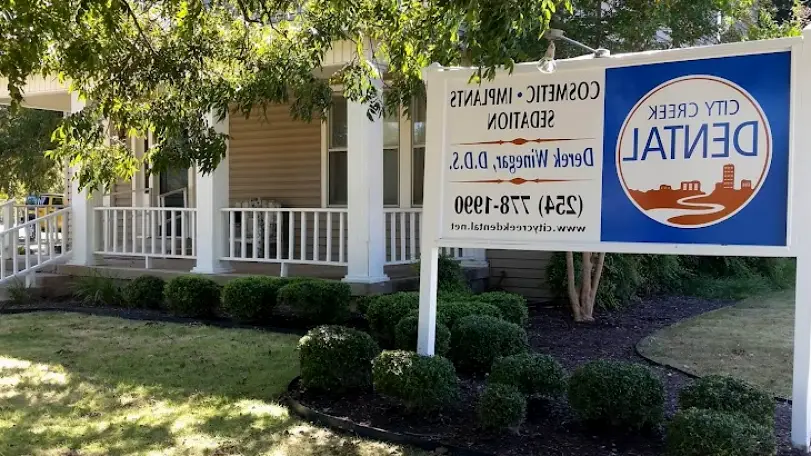 CITY CREEK
DENTAL
COSMETIC • IMPLANTS
SEDATION
Derek Winegar, D.D.S.
(254) 778-1990
www.citycreekdental.net